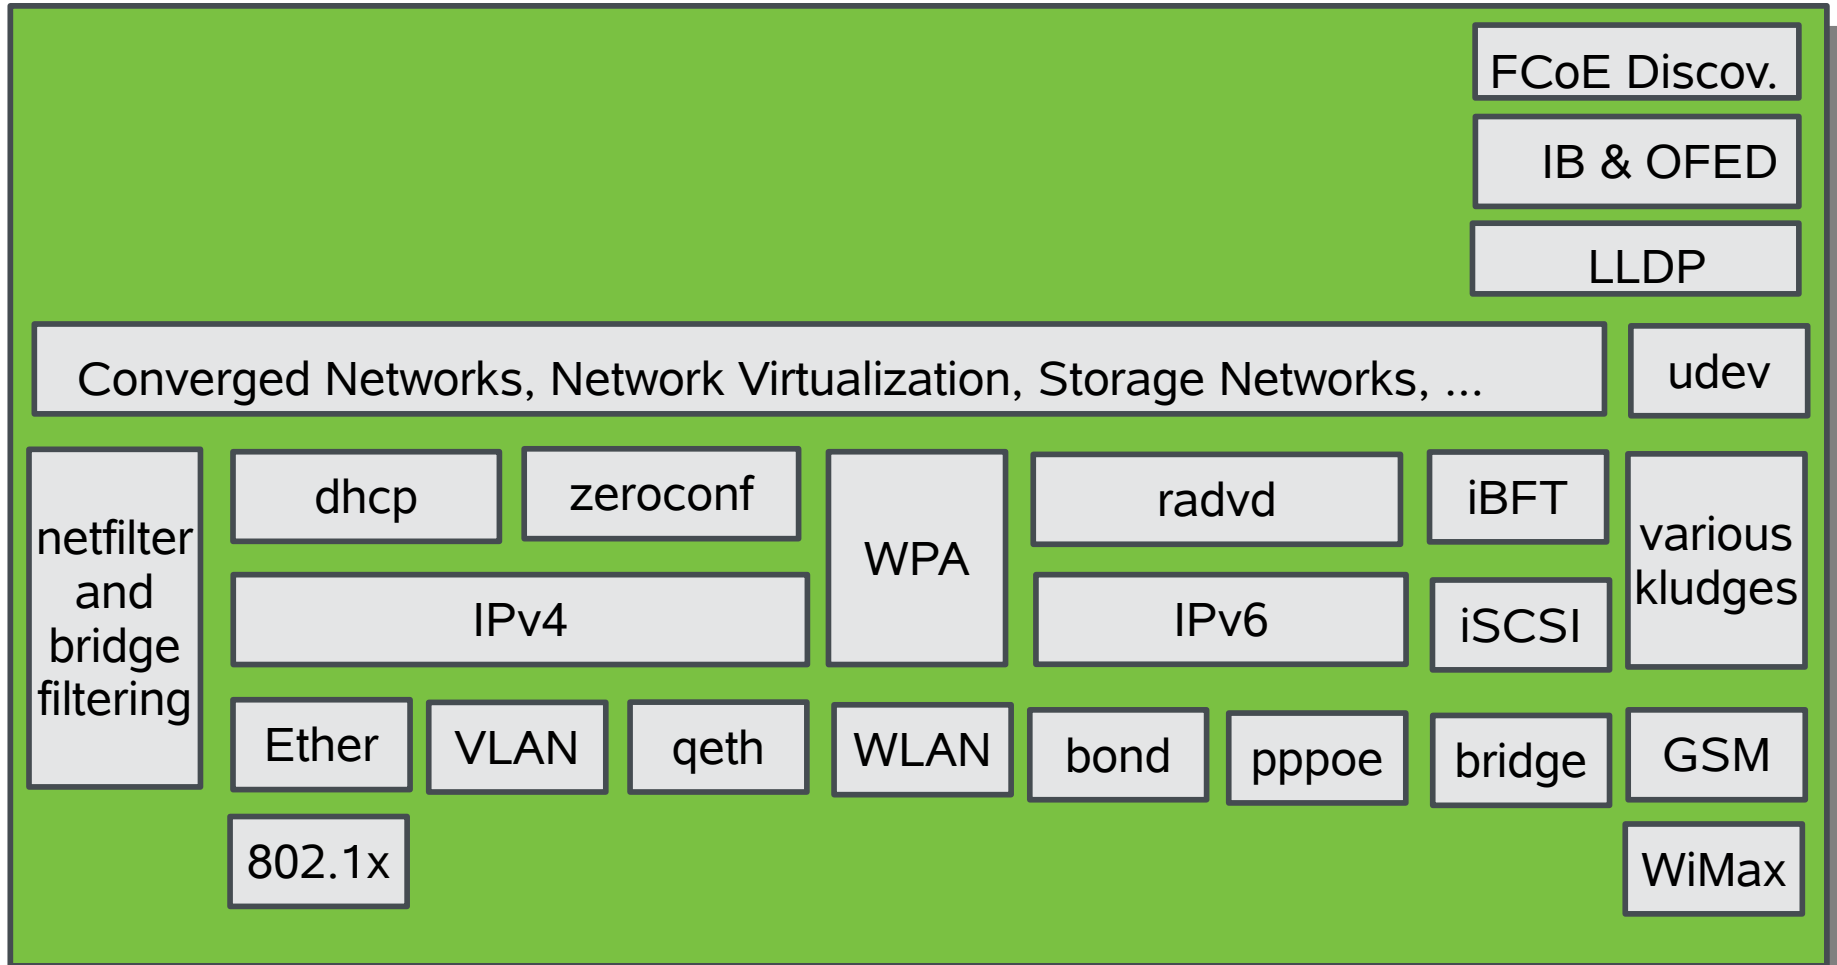 FCoE Discov.
IB & OFED
LLDP
Converged Networks, Network Virtualization, Storage Networks, ...
udev
netfilter
and
bridge
filtering
dhcp
zeroconf
WPA
radvd
iBFT
various
kludges
IPv4
IPv6
iSCSI
Ether
VLAN
qeth
WLAN
bond
pppoe
bridge
GSM
802.1x
WiMax